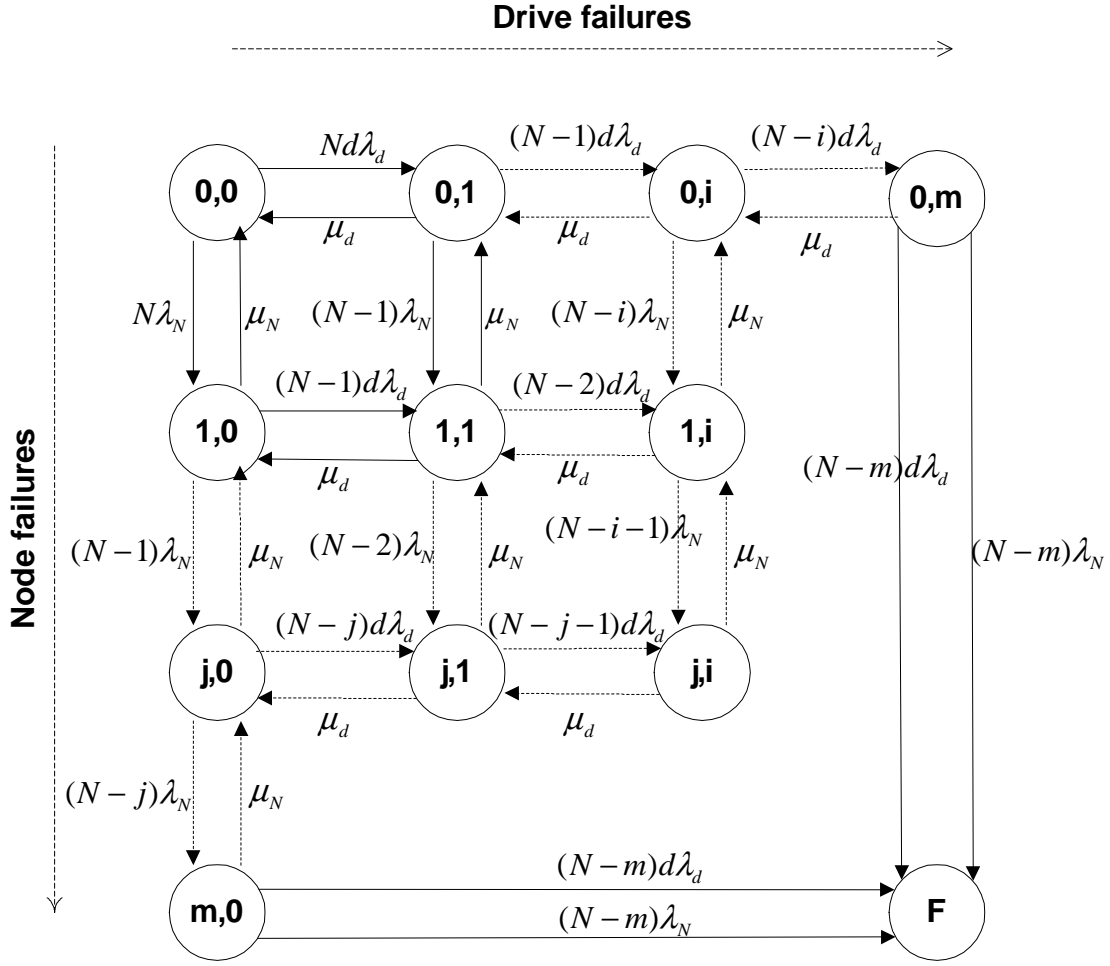 Drive failures
Ndλ_d
(N−1)dλ_d
(N−i)dλ_d
0,0
0,1
0,i
0,m
μ_d
μ_d
μ_d
Nλ_N
μ_N
(N−1)λ_N
μ_N
(N−i)λ_N
μ_N
(N−1)dλ_d
(N−2)dλ_d
1,0
1,1
1,i
μ_d
μ_d
(N−m)dλ_d
Node failures
(N−1)λ_N
μ_N
(N−2)λ_N
μ_N
(N−i−1)λ_N
μ_N
(N−m)λ_N
(N−j)dλ_d
(N−j−1)dλ_d
j,0
j,1
j,i
μ_d
μ_d
(N−j)λ_N
μ_N
(N−m)dλ_d
m,0
(N−m)λ_N
F